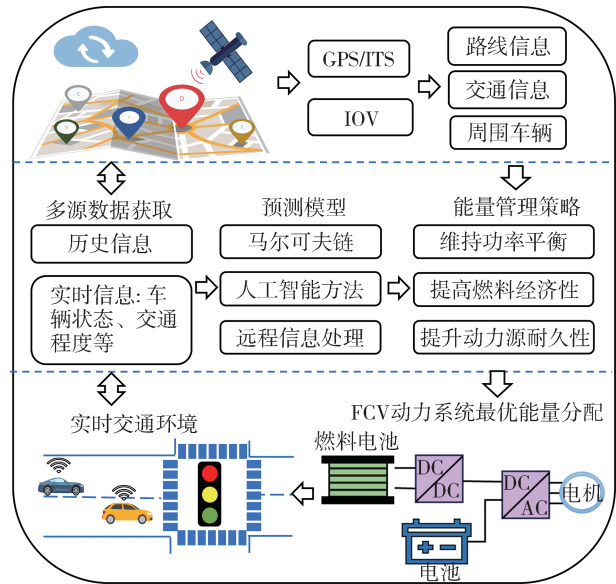 GPS/ITS
IOV
路线信息
交通信息
周围车辆
多源数据获取
历史信息
实时信息: 车
辆状态、交通
程度等
预测模型
马尔可夫链
人工智能方法
远程信息处理
能量管理策略
维持功率平衡
提高燃料经济性
提升动力源耐久性
实时交通环境
FCV动力系统最优能量分配
燃料电池
DC
DC
DC
AC
电机
电池